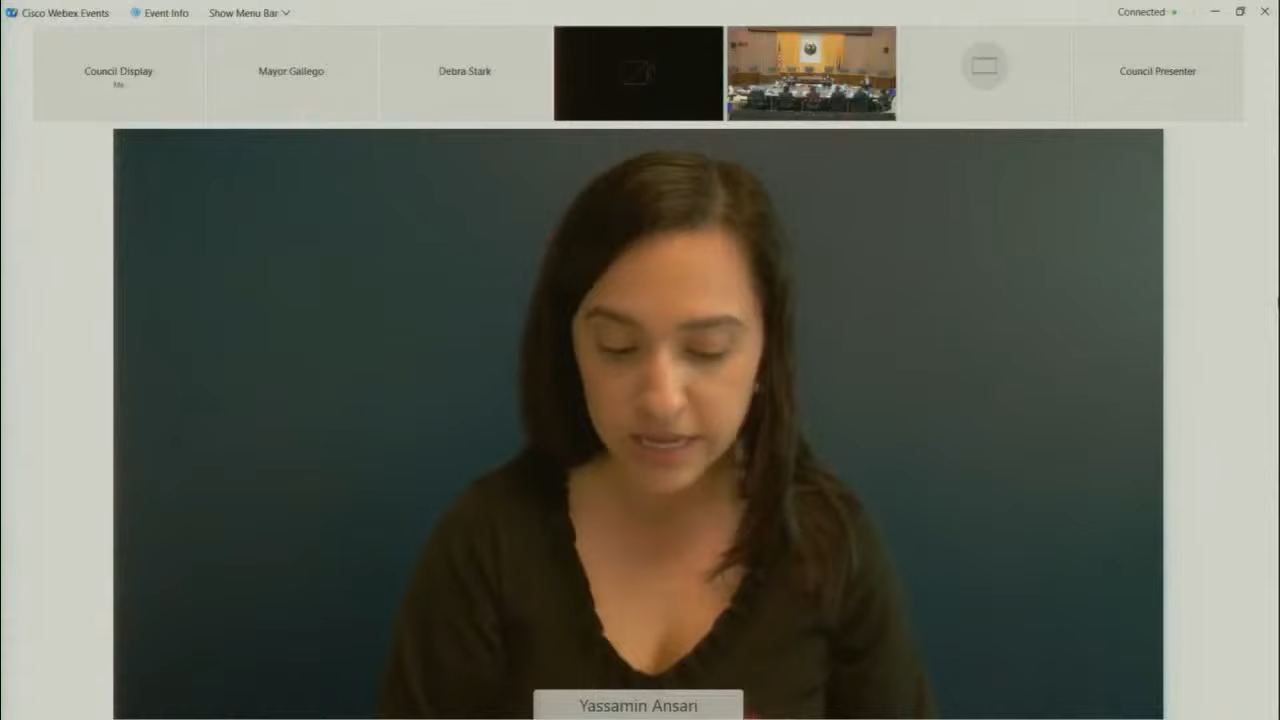 Cisco Webex Events
Event Info
Show Menu Bar
Connected
Council Display
Me
Mayor Gallego
Debra Stark
Council Presenter
Yassamin Ansari